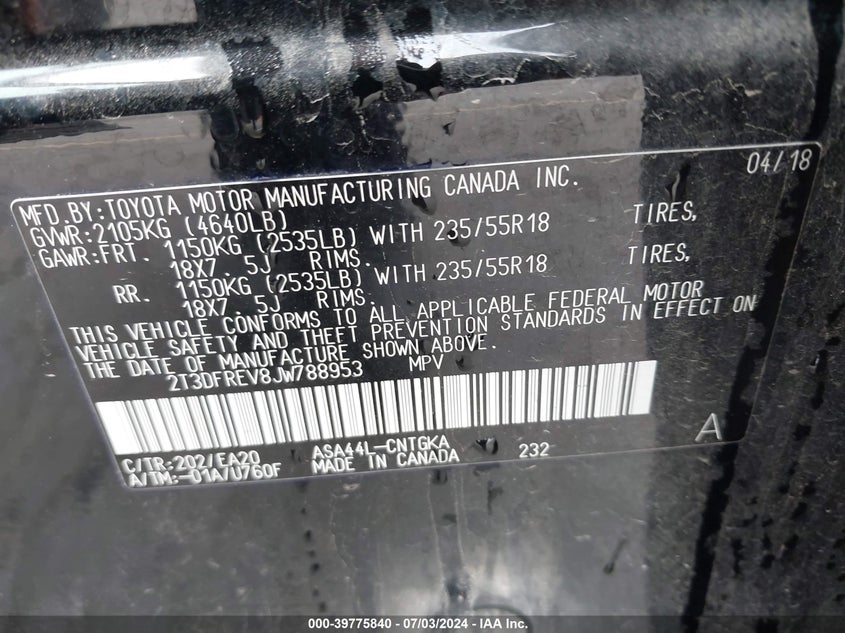 04/18
MFD.BY:TOYOTA MOTOR MANUFACTURING CANADA INC.
GVWR:2105KG (4640LB)
GAWR:FRT. 1150KG (2535LB) WITH 235/55R18 TIRES,
18X7.5J RIMS.
RR. 1150KG (2535LB) WITH 235/55R18 TIRES,
18X7.5J RIMS.
THIS VEHICLE CONFORMS TO ALL APPLICABLE FEDERAL MOTOR
VEHICLE SAFETY AND THEFT PREVENTION STANDARDS IN EFFECT ON
THE DATE OF MANUFACTURE SHOWN ABOVE.
2T3DFREV8JW788953 MPV
A
C/TR:202/EA20 ASA44L-CNTGKA 232
A/TM:-01A/U760F MADE IN CANADA
000-39775840 - 07/03/2024 - IAA Inc.